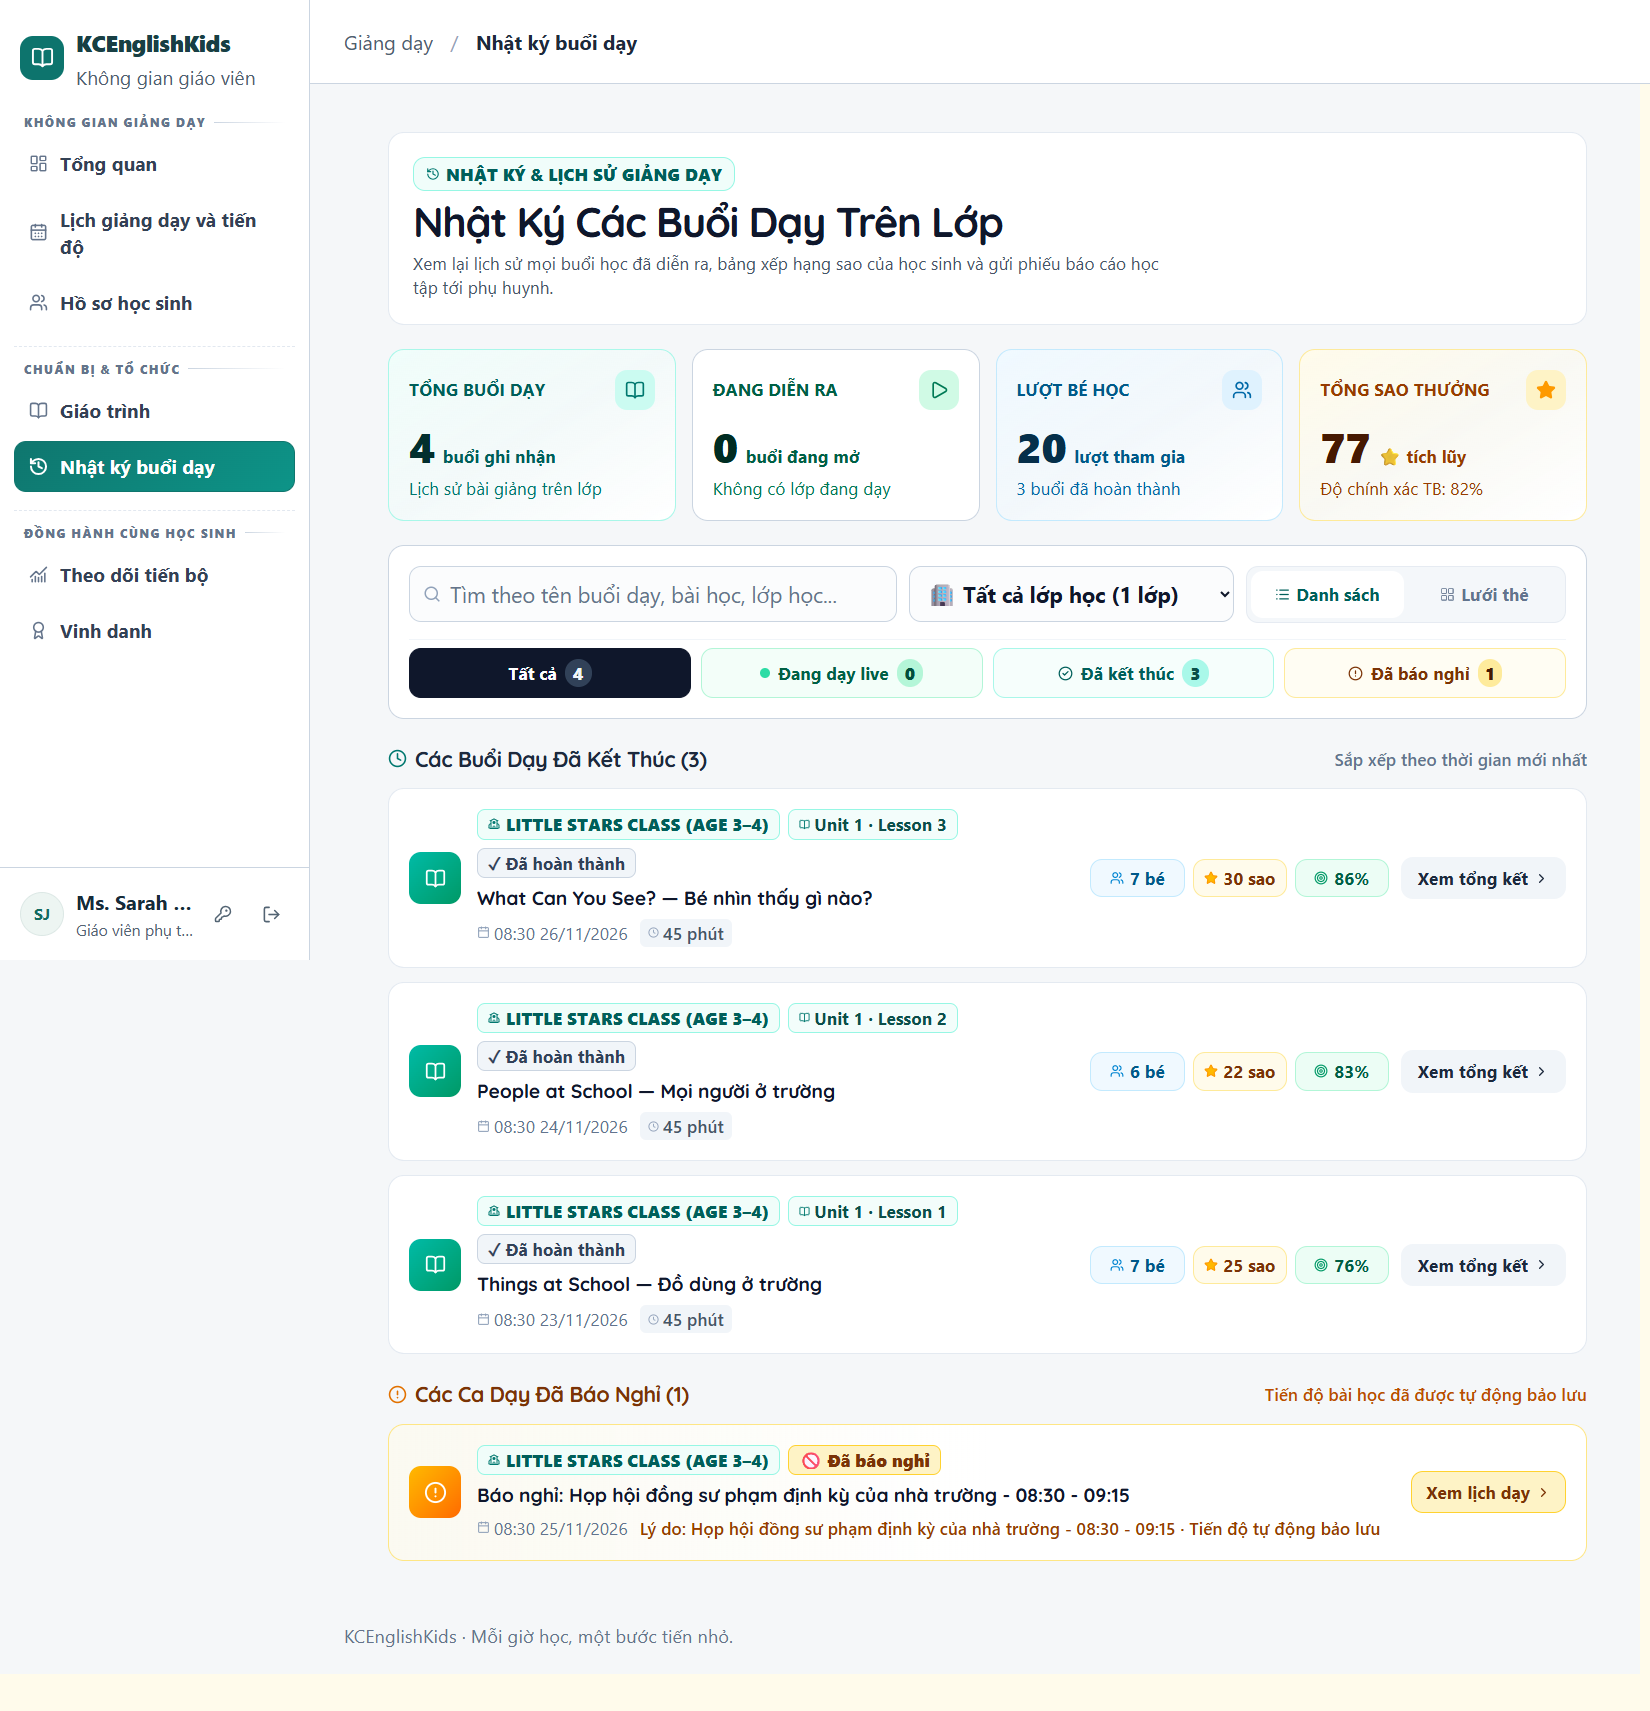 KCEnglishKids
Không gian giáo viên
KHÔNG GIAN GIẢNG DẠY
Tổng quan
Lịch giảng dạy và tiến
độ
Hồ sơ học sinh
CHUẨN BỊ & TỔ CHỨC
Giáo trình
Nhật ký buổi dạy
ĐỒNG HÀNH CÙNG HỌC SINH
Theo dõi tiến bộ
Vinh danh
SJ
Ms. Sarah ...
Giáo viên phụ t...
Giảng dạy / Nhật ký buổi dạy
NHẬT KÝ & LỊCH SỬ GIẢNG DẠY
Nhật Ký Các Buổi Dạy Trên Lớp
Xem lại lịch sử mọi buổi học đã diễn ra, bảng xếp hạng sao của học sinh và gửi phiếu báo cáo học
tập tới phụ huynh.
TỔNG BUỔI DẠY
4 buổi ghi nhận
Lịch sử bài giảng trên lớp
ĐANG DIỄN RA
0 buổi đang mở
Không có lớp đang dạy
LƯỢT BÉ HỌC
20 lượt tham gia
3 buổi đã hoàn thành
TỔNG SAO THƯỞNG
77 ⭐ tích lũy
Độ chính xác TB: 82%
Tìm theo tên buổi dạy, bài học, lớp học...
🏢 Tất cả lớp học (1 lớp)
Danh sách
Lưới thẻ
Tất cả 4
Đang dạy live 0
Đã kết thúc 3
Đã báo nghỉ 1
Các Buổi Dạy Đã Kết Thúc (3)
Sắp xếp theo thời gian mới nhất
LITTLE STARS CLASS (AGE 3–4)
Unit 1 · Lesson 3
✓ Đã hoàn thành
What Can You See? — Bé nhìn thấy gì nào?
08:30 26/11/2026
45 phút
7 bé
30 sao
86%
Xem tổng kết
LITTLE STARS CLASS (AGE 3–4)
Unit 1 · Lesson 2
✓ Đã hoàn thành
People at School — Mọi người ở trường
08:30 24/11/2026
45 phút
6 bé
22 sao
83%
Xem tổng kết
LITTLE STARS CLASS (AGE 3–4)
Unit 1 · Lesson 1
✓ Đã hoàn thành
Things at School — Đồ dùng ở trường
08:30 23/11/2026
45 phút
7 bé
25 sao
76%
Xem tổng kết
Các Ca Dạy Đã Báo Nghỉ (1)
Tiến độ bài học đã được tự động bảo lưu
LITTLE STARS CLASS (AGE 3–4)
🚫 Đã báo nghỉ
Báo nghỉ: Họp hội đồng sư phạm định kỳ của nhà trường - 08:30 - 09:15
08:30 25/11/2026
Lý do: Họp hội đồng sư phạm định kỳ của nhà trường - 08:30 - 09:15 · Tiến độ tự động bảo lưu
Xem lịch dạy
KCEnglishKids · Mỗi giờ học, một bước tiến nhỏ.